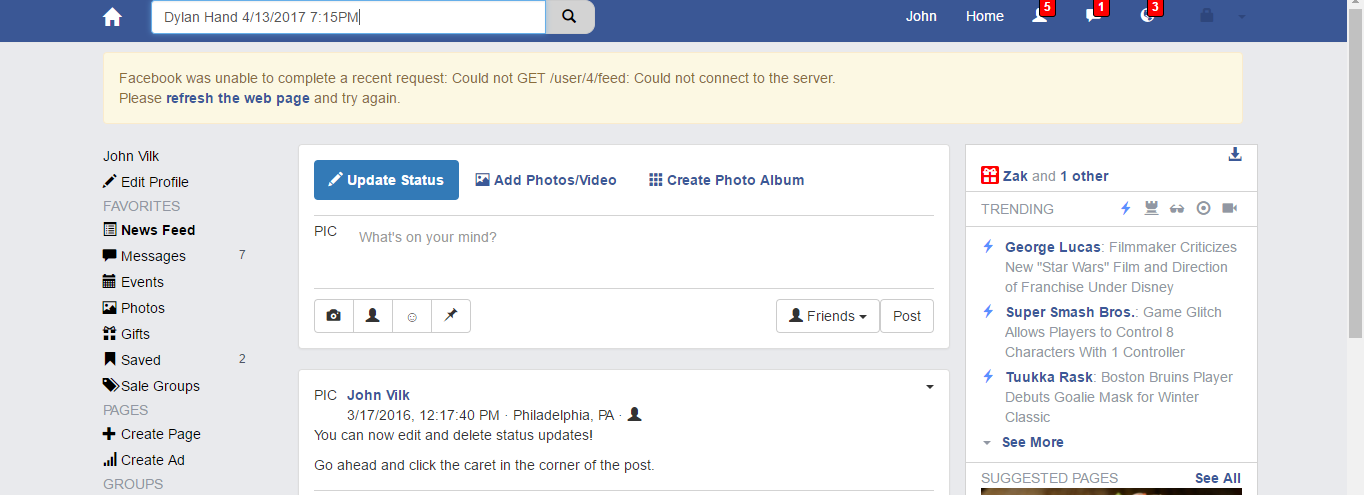 Dylan Hand 4/13/2017 7:15PM
John
Home
5
1
3
Facebook was unable to complete a recent request: Could not GET /user/4/feed: Could not connect to the server.
Please refresh the web page and try again.
John Vilk
Edit Profile
FAVORITES
News Feed
Messages 7
Events
Photos
Gifts
Saved 2
Sale Groups
PAGES
Create Page
Create Ad
GROUPS
Update Status
Add Photos/Video
Create Photo Album
PIC
What's on your mind?
Friends
Post
PIC John Vilk
3/17/2016, 12:17:40 PM · Philadelphia, PA ·
You can now edit and delete status updates!
Go ahead and click the caret in the corner of the post.
Zak and 1 other
TRENDING
George Lucas: Filmmaker Criticizes
New "Star Wars" Film and Direction
of Franchise Under Disney
Super Smash Bros.: Game Glitch
Allows Players to Control 8
Characters With 1 Controller
Tuukka Rask: Boston Bruins Player
Debuts Goalie Mask for Winter
Classic
See More
SUGGESTED PAGES See All